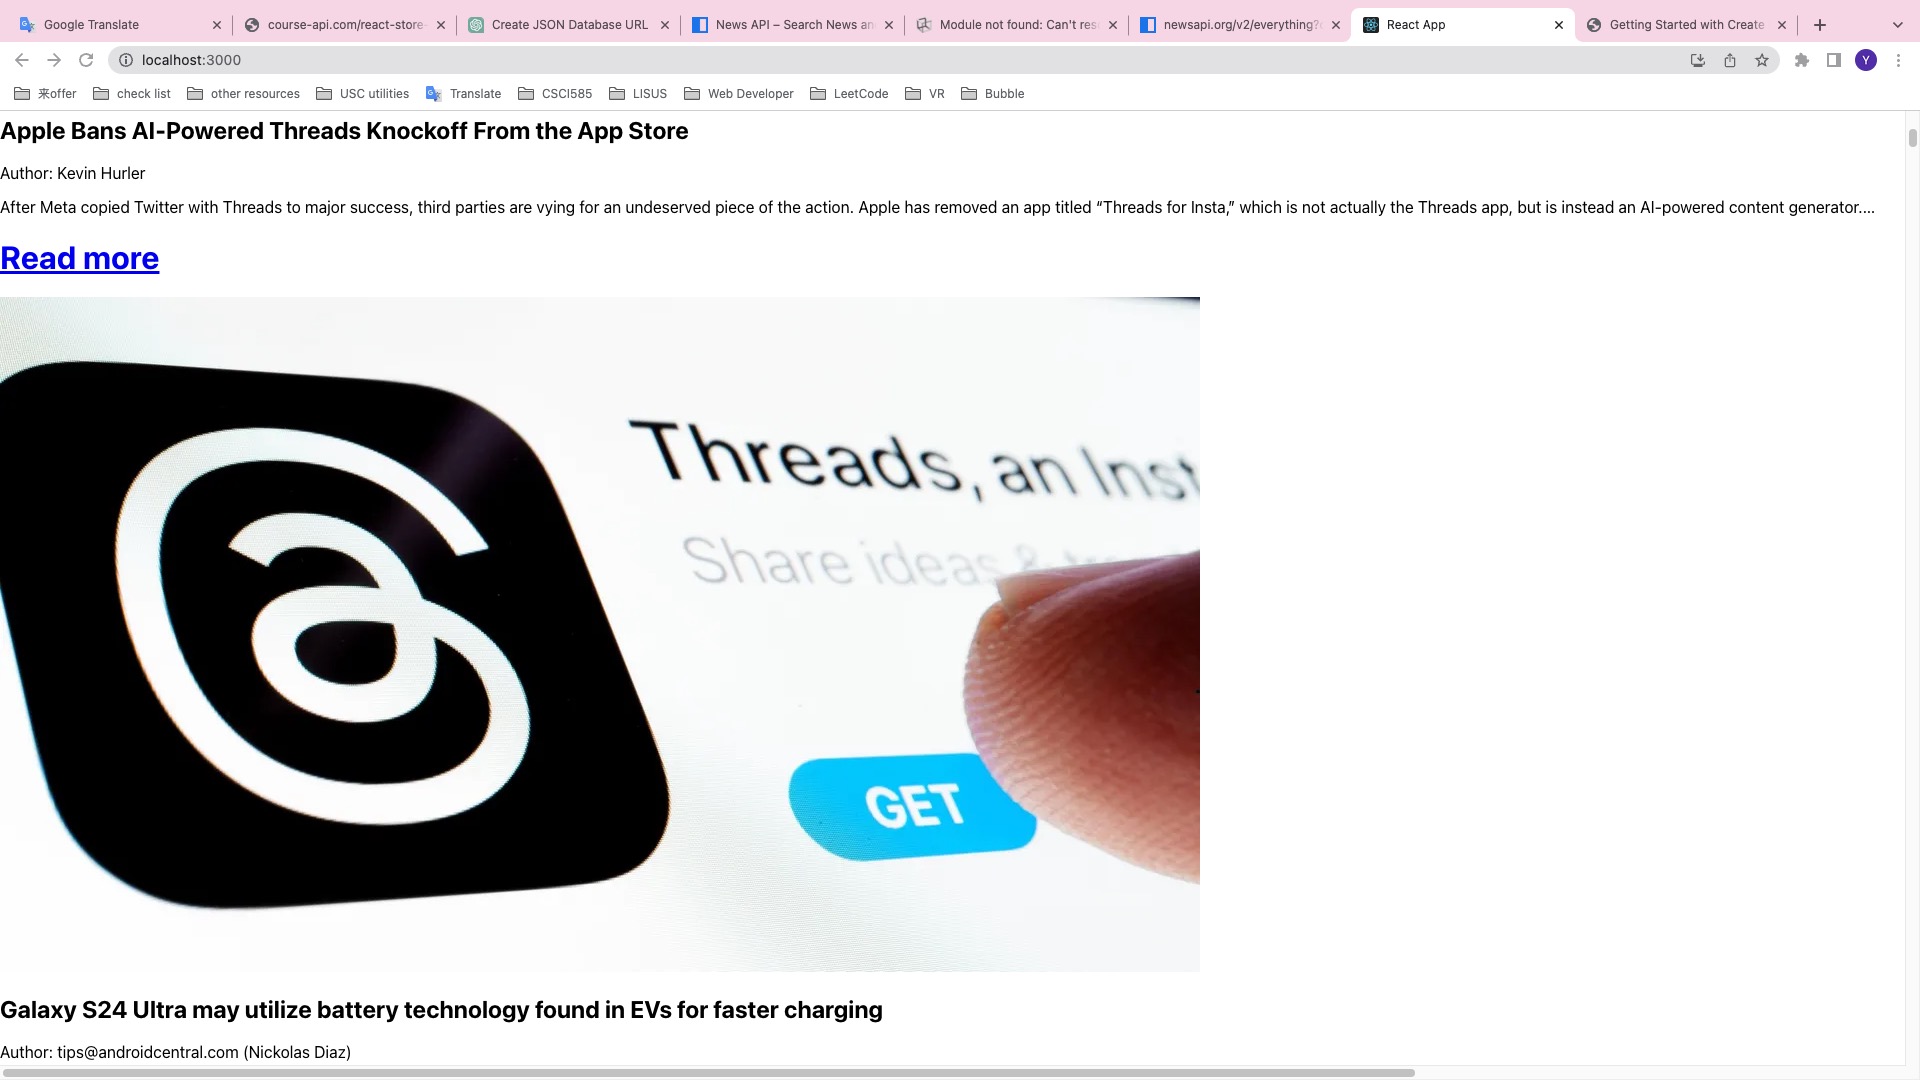 Google Translate
course-api.com/react-store-
Create JSON Database URL
News API – Search News an
Module not found: Can't res
newsapi.org/v2/everything?
React App
Getting Started with Create
localhost:3000
Y
来offer
check list
other resources
USC utilities
Translate
CSCI585
LISUS
Web Developer
LeetCode
VR
Bubble
Apple Bans AI-Powered Threads Knockoff From the App Store
Author: Kevin Hurler
After Meta copied Twitter with Threads to major success, third parties are vying for an undeserved piece of the action. Apple has removed an app titled “Threads for Insta,” which is not actually the Threads app, but is instead an AI-powered content generator....
Read more
Threads, an Inst
Share ideas &
GET
Galaxy S24 Ultra may utilize battery technology found in EVs for faster charging
Author: tips@androidcentral.com (Nickolas Diaz)